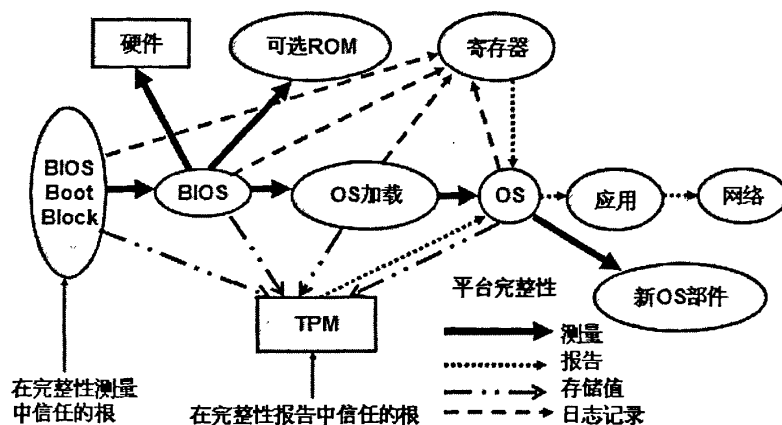 硬件
可选ROM
寄存器
BIOS
Boot
Block
BIOS
OS加载
OS
应用
网络
TPM
平台完整性
新OS部件
测量
报告
存储值
日志记录
在完整性测量
中信任的根
在完整性报告中信任的根